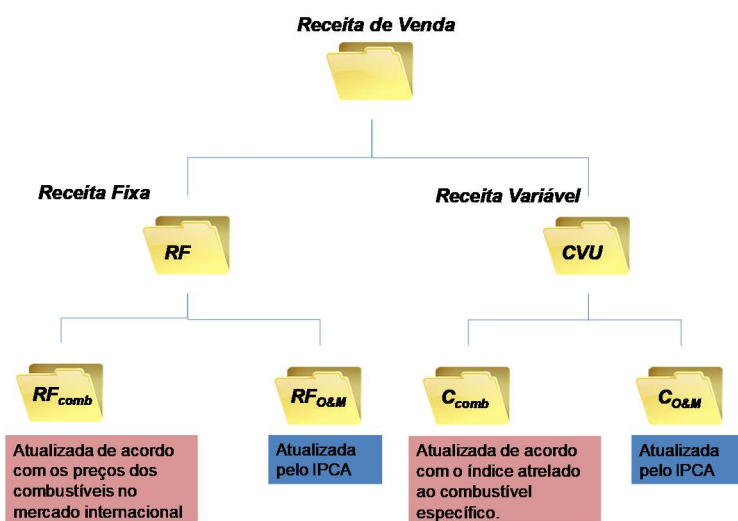 Receita de Venda
Receita Fixa
Receita Variável
RF
CVU
RFcomb
RFO&M
Ccomb
CO&M
Atualizada de acordo
com os preços dos
combustíveis no
mercado internacional
Atualizada
pelo IPCA
Atualizada de acordo
com o índice atrelado
ao combustível
específico.
Atualizada
pelo IPCA